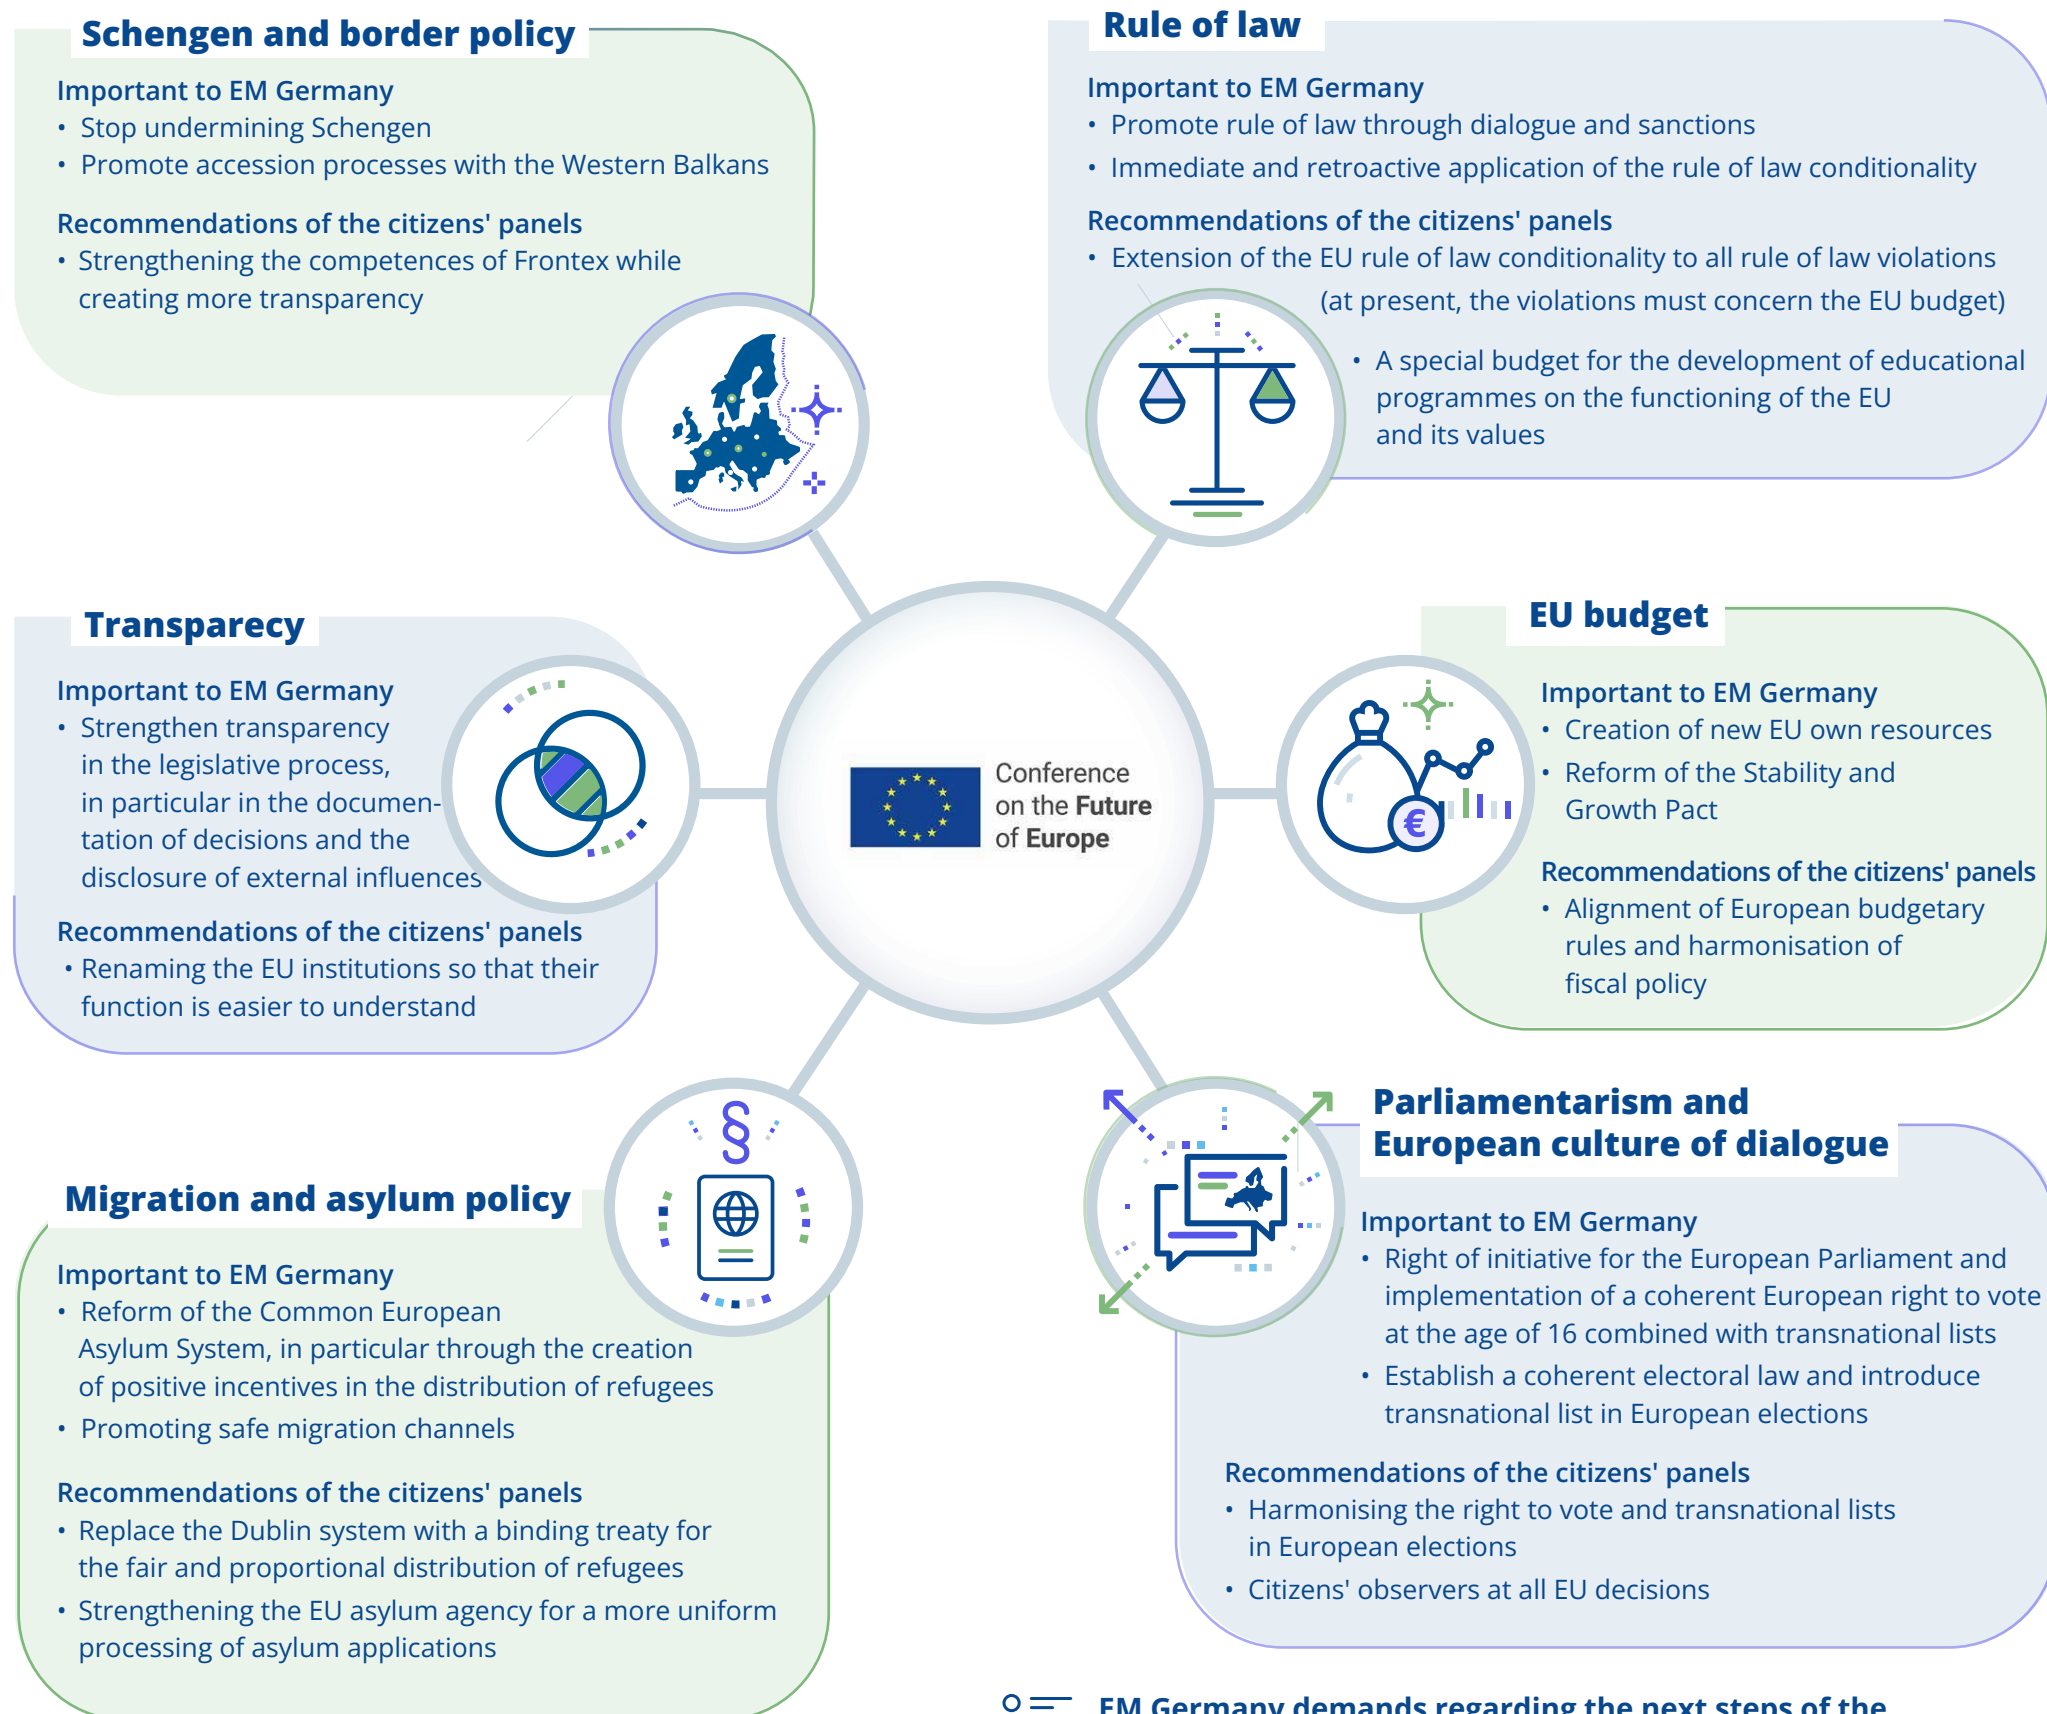 Schengen and border policy
Important to EM Germany
• Stop undermining Schengen
• Promote accession processes with the Western Balkans
Recommendations of the citizens' panels
• Strengthening the competences of Frontex while
creating more transparency
Rule of law
Important to EM Germany
• Promote rule of law through dialogue and sanctions
• Immediate and retroactive application of the rule of law conditionality
Recommendations of the citizens' panels
• Extension of the EU rule of law conditionality to all rule of law violations
(at present, the violations must concern the EU budget)
• A special budget for the development of educational
programmes on the functioning of the EU
and its values
Transparecy
Important to EM Germany
• Strengthen transparency
in the legislative process,
in particular in the documen-
tation of decisions and the
disclosure of external influences
Recommendations of the citizens' panels
• Renaming the EU institutions so that their
function is easier to understand
Conference
on the Future
of Europe
EU budget
€
Important to EM Germany
• Creation of new EU own resources
• Reform of the Stability and
Growth Pact
Recommendations of the citizens' panels
• Alignment of European budgetary
rules and harmonisation of
fiscal policy
§
Migration and asylum policy
Important to EM Germany
• Reform of the Common European
Asylum System, in particular through the creation
of positive incentives in the distribution of refugees
• Promoting safe migration channels
Recommendations of the citizens' panels
• Replace the Dublin system with a binding treaty for
the fair and proportional distribution of refugees
• Strengthening the EU asylum agency for a more uniform
processing of asylum applications
Parliamentarism and
European culture of dialogue
Important to EM Germany
• Right of initiative for the European Parliament and
implementation of a coherent European right to vote
at the age of 16 combined with transnational lists
• Establish a coherent electoral law and introduce
transnational list in European elections
Recommendations of the citizens' panels
• Harmonising the right to vote and transnational lists
in European elections
• Citizens' observers at all EU decisions
EM Germany demands regarding the next steps of the